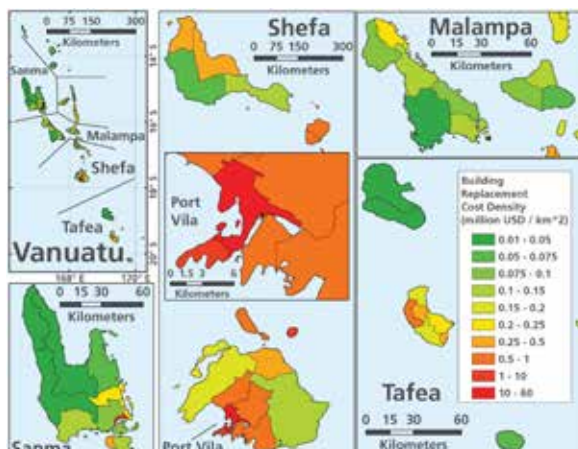 0 75 150 300
Kilometers
Sanma
14° S
16° S
18° S
20° S
Malampa
Shefa
Tafea
Vanuatu.
168° E
Shefa
0 75 150 300
Kilometers
Malampa
0 15 30 60
Kilometers
Port
Vila
0 1.5 3 6
Kilometers
Building
Replacement
Cost Density
(million USD / km^2)
0.01 - 0.05
0.05 - 0.075
0.075 - 0.1
0.1 - 0.15
0.15 - 0.2
0.2 - 0.25
0.25 - 0.5
0.5 - 1
1 - 10
10 - 60
0 15 30 60
Kilometers
Sanma
Port Vila
Tafea
0 15 30 60
Kilometers